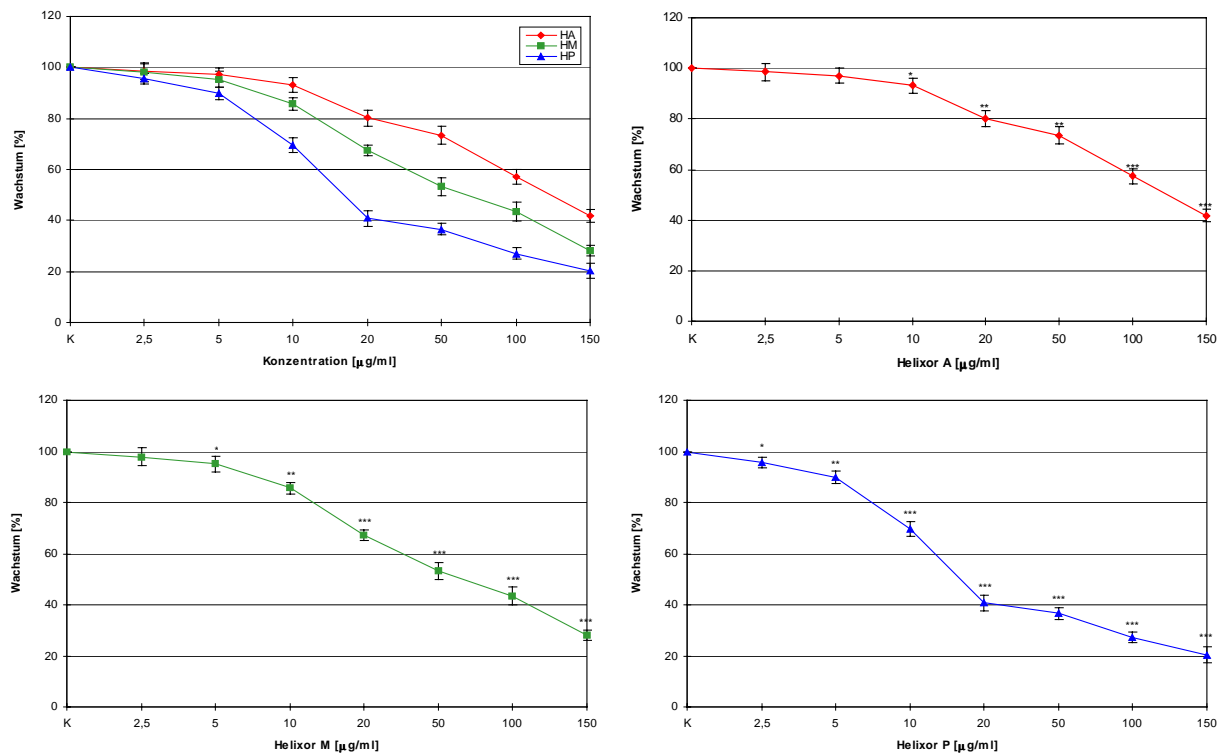 120
100
80
60
40
20
0
Wachstum [%]
HA
HM
HP
K 2,5 5 10 20 50 100 150
Konzentration [µg/ml]
120
100
80
60
40
20
0
Wachstum [%]
* ** ** *** ***
K 2,5 5 10 20 50 100 150
Helixor A [µg/ml]
120
100
80
60
40
20
0
Wachstum [%]
* ** *** *** *** ***
K 2,5 5 10 20 50 100 150
Helixor M [µg/ml]
120
100
80
60
40
20
0
Wachstum [%]
* ** *** *** *** *** ***
K 2,5 5 10 20 50 100 150
Helixor P [µg/ml]